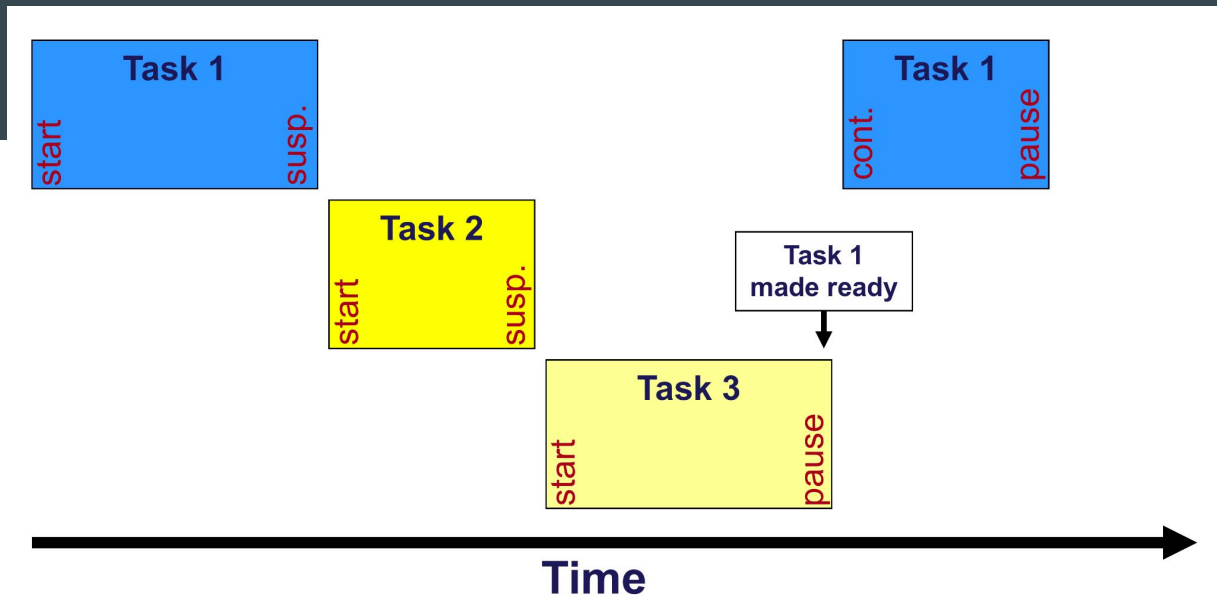 Task 1
start
susp.
Task 1
cont.
pause
Task 2
start
susp.
Task 1
made ready
Task 3
start
pause
Time